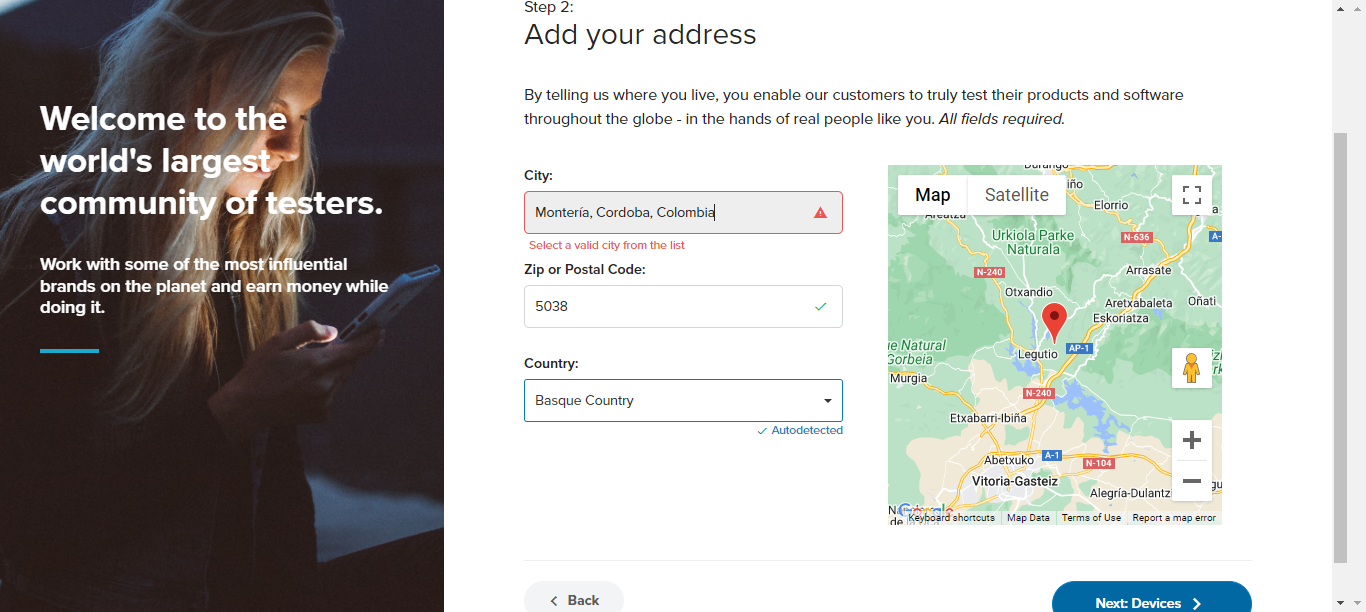 Step 2:
Add your address
Welcome to the
world's largest
community of testers.
Work with some of the most influential
brands on the planet and earn money while
doing it.
By telling us where you live, you enable our customers to truly test their products and software
throughout the globe - in the hands of real people like you. All fields required.
City:
Montería, Cordoba, Colombia
Select a valid city from the list
Zip or Postal Code:
5038
Country:
Basque Country
Autodetected
Map
Satellite
Elorrio
N-636
A-
Urkiola Parke
Naturala
N-240
Arrasate
Otxandio
Aretxabaleta
Oñati
Eskoriatza
Legutio
AP-1
Gorbeia
Murgia
N-240
Etxabarri-Ibiña
Abetxuko
A-1
N-104
Vitoria-Gasteiz
Alegría-Dulantz
Google
Keyboard shortcuts
Map Data
Terms of Use
Report a map error
Back
Next: Devices